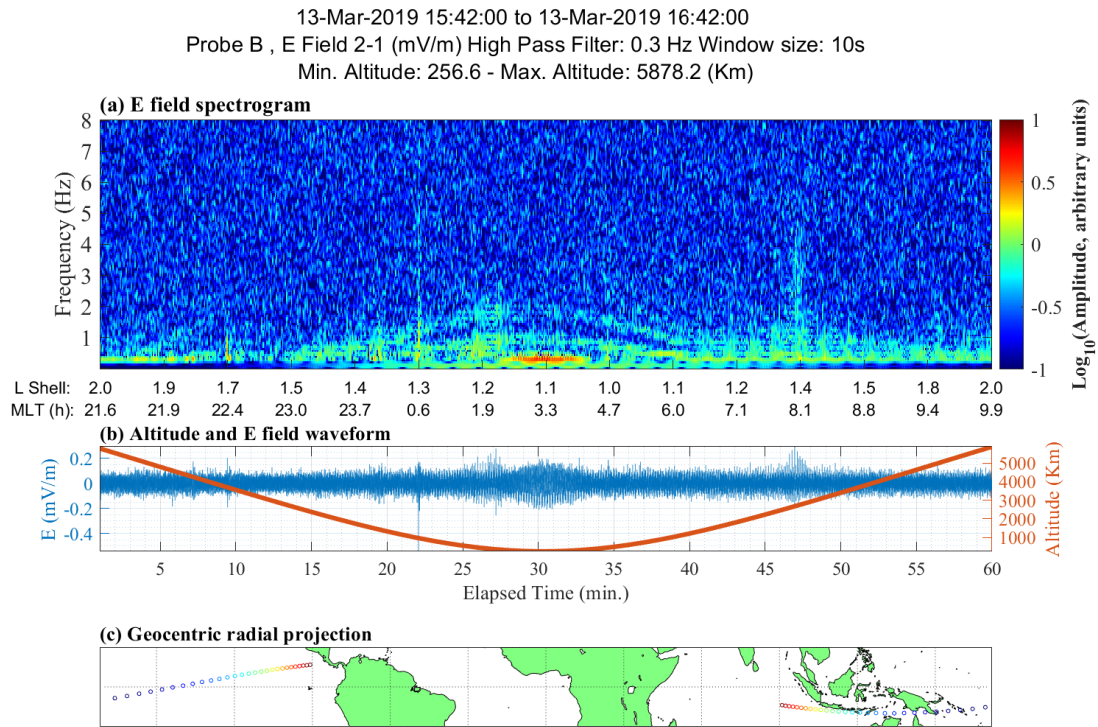 13-Mar-2019 15:42:00 to 13-Mar-2019 16:42:00
Probe B , E Field 2-1 (mV/m) High Pass Filter: 0.3 Hz Window size: 10s
Min. Altitude: 256.6 - Max. Altitude: 5878.2 (Km)
(a) E field spectrogram
8
7
6
5
4
3
2
1
Frequency (Hz)
1
0.5
0
-0.5
-1
Log10(Amplitude, arbitrary units)
L Shell: 2.0 1.9 1.7 1.5 1.4 1.3 1.2 1.1 1.0 1.1 1.2 1.4 1.5 1.8 2.0
MLT (h): 21.6 21.9 22.4 23.0 23.7 0.6 1.9 3.3 4.7 6.0 7.1 8.1 8.8 9.4 9.9
(b) Altitude and E field waveform
0.2
0
-0.2
-0.4
E (mV/m)
5000
4000
3000
2000
1000
Altitude (Km)
5 10 15 20 25 30 35 40 45 50 55 60
Elapsed Time (min.)
(c) Geocentric radial projection